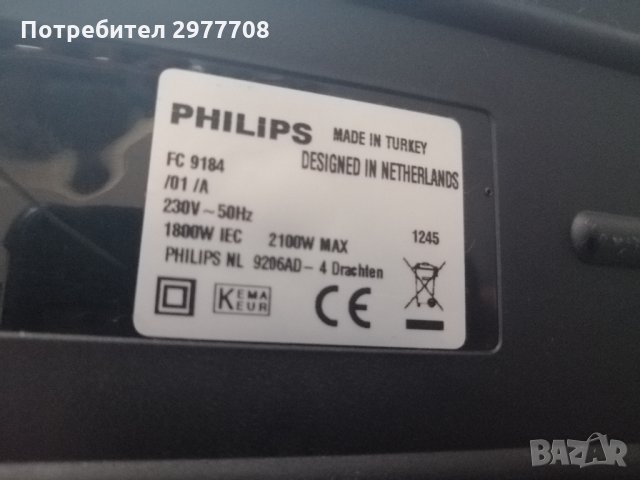 Потребител 2977708
PHILIPS MADE IN TURKEY
FC 9184 DESIGNED IN NETHERLANDS
/01 /A
230V~50Hz
1800W IEC 2100W MAX 1245
PHILIPS NL 9206AD-4 Drachten
KEMA
KEUR
CE
BAZAR